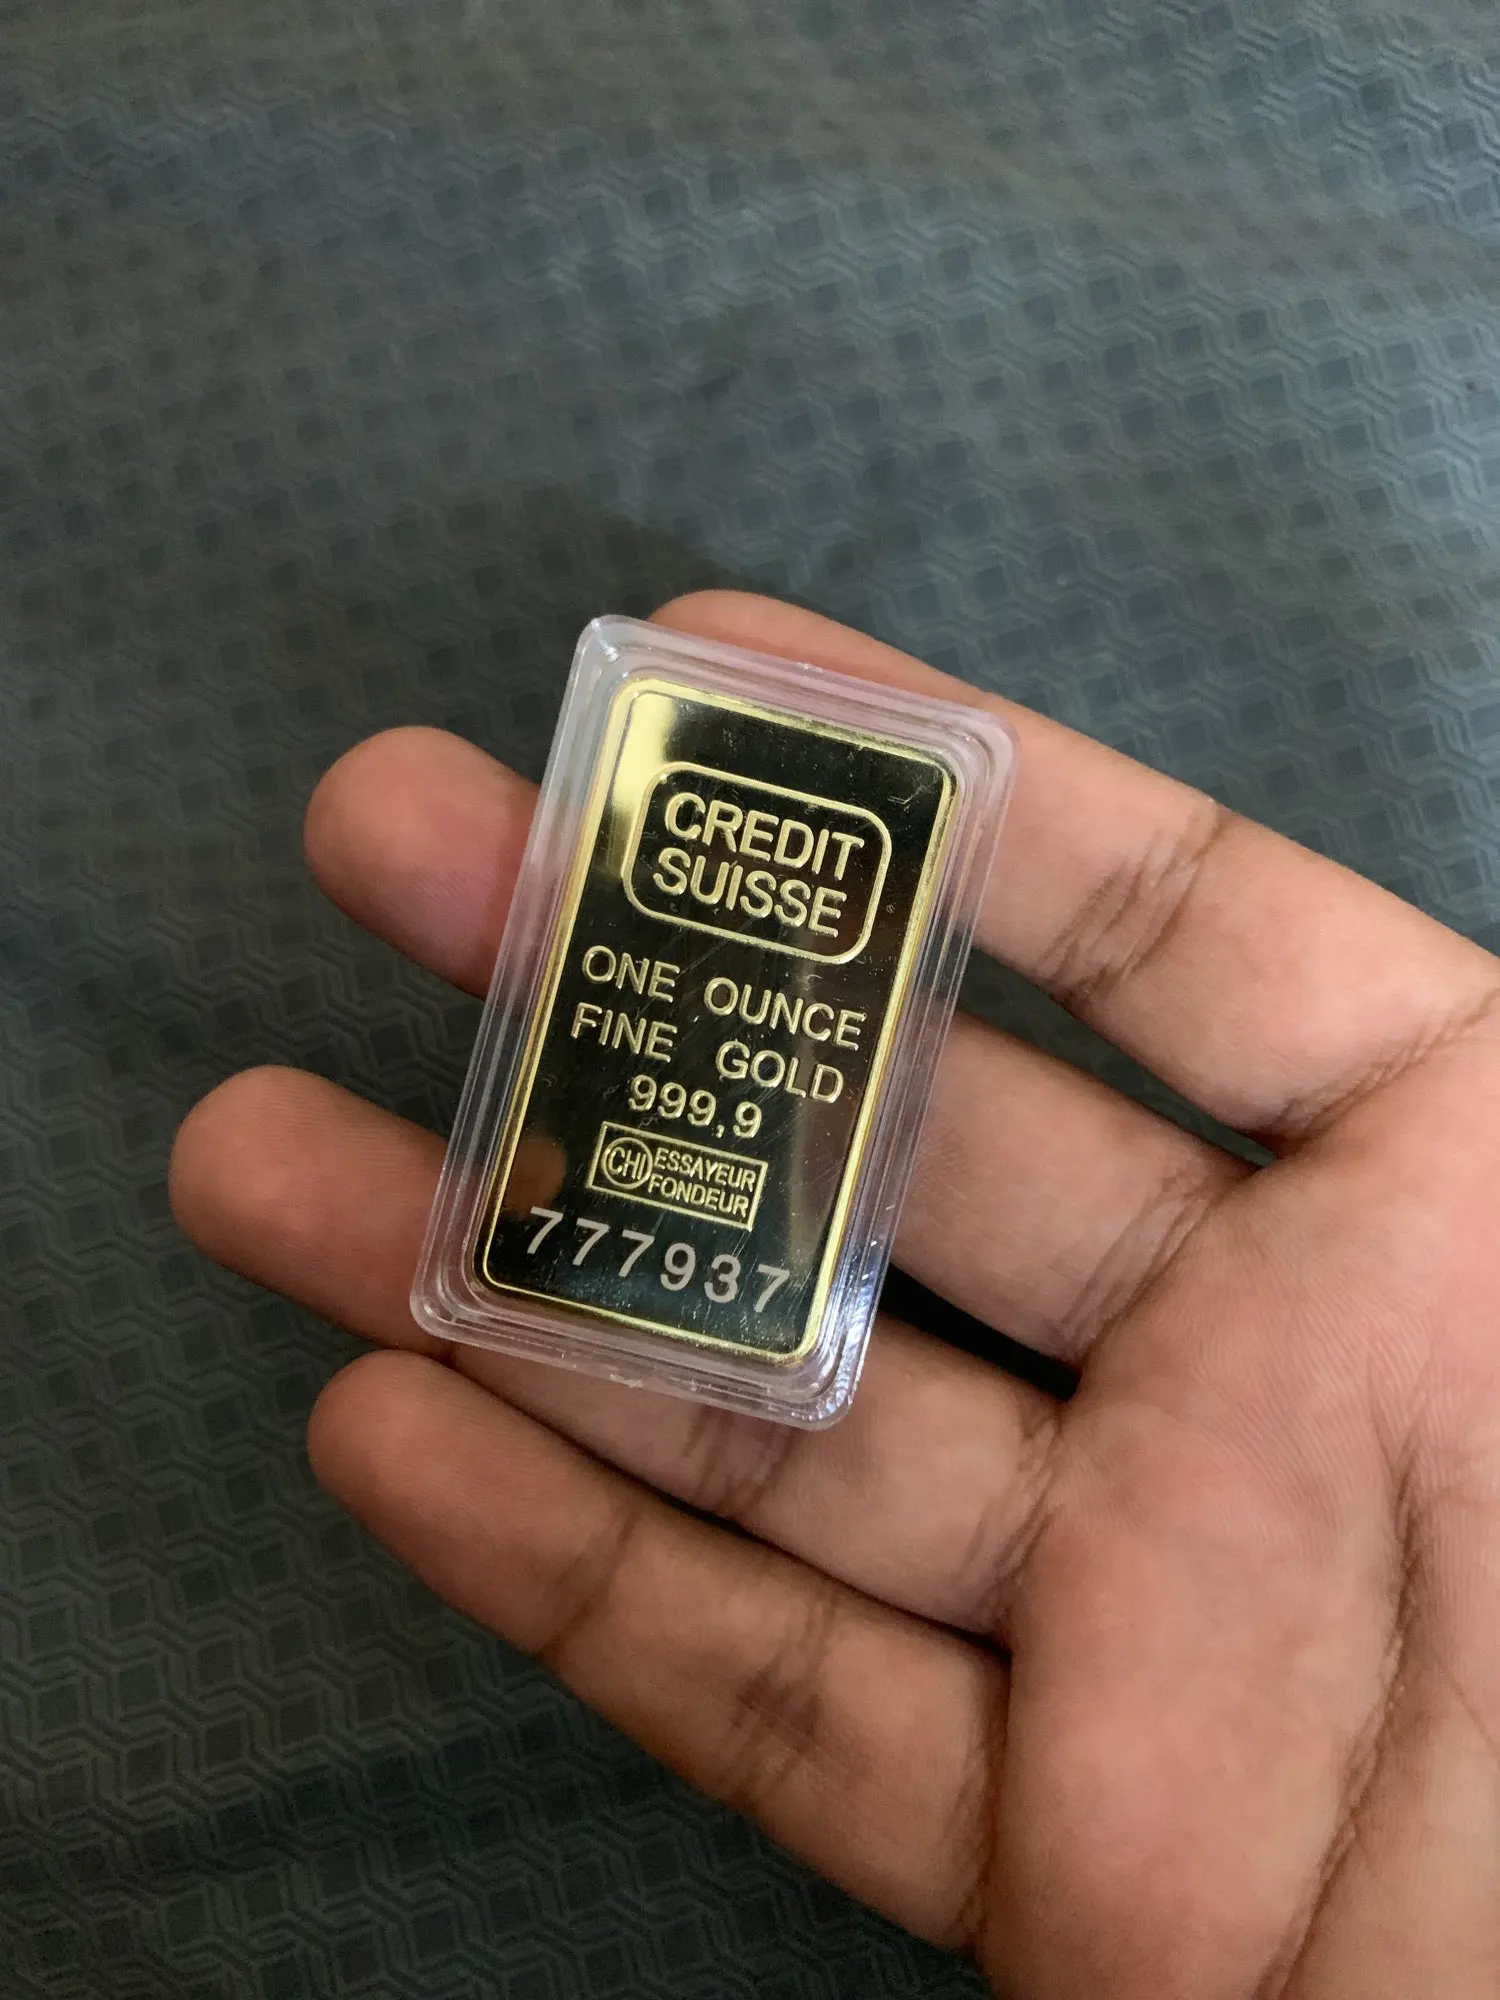 CREDIT
SUISSE
ONE OUNCE
FINE GOLD
999,9
CHI ESSAYEUR
FONDEUR
777937